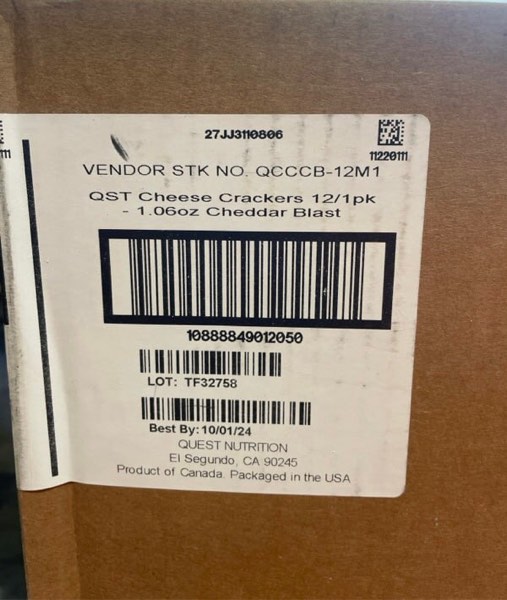 27JJ3110806
11220111
VENDOR STK NO. QCCCB-12M1
QST Cheese Crackers 12/1pk
- 1.06oz Cheddar Blast
10888849012050
LOT: TF32758
Best By: 10/01/24
QUEST NUTRITION
El Segundo, CA 90245
Product of Canada. Packaged in the USA